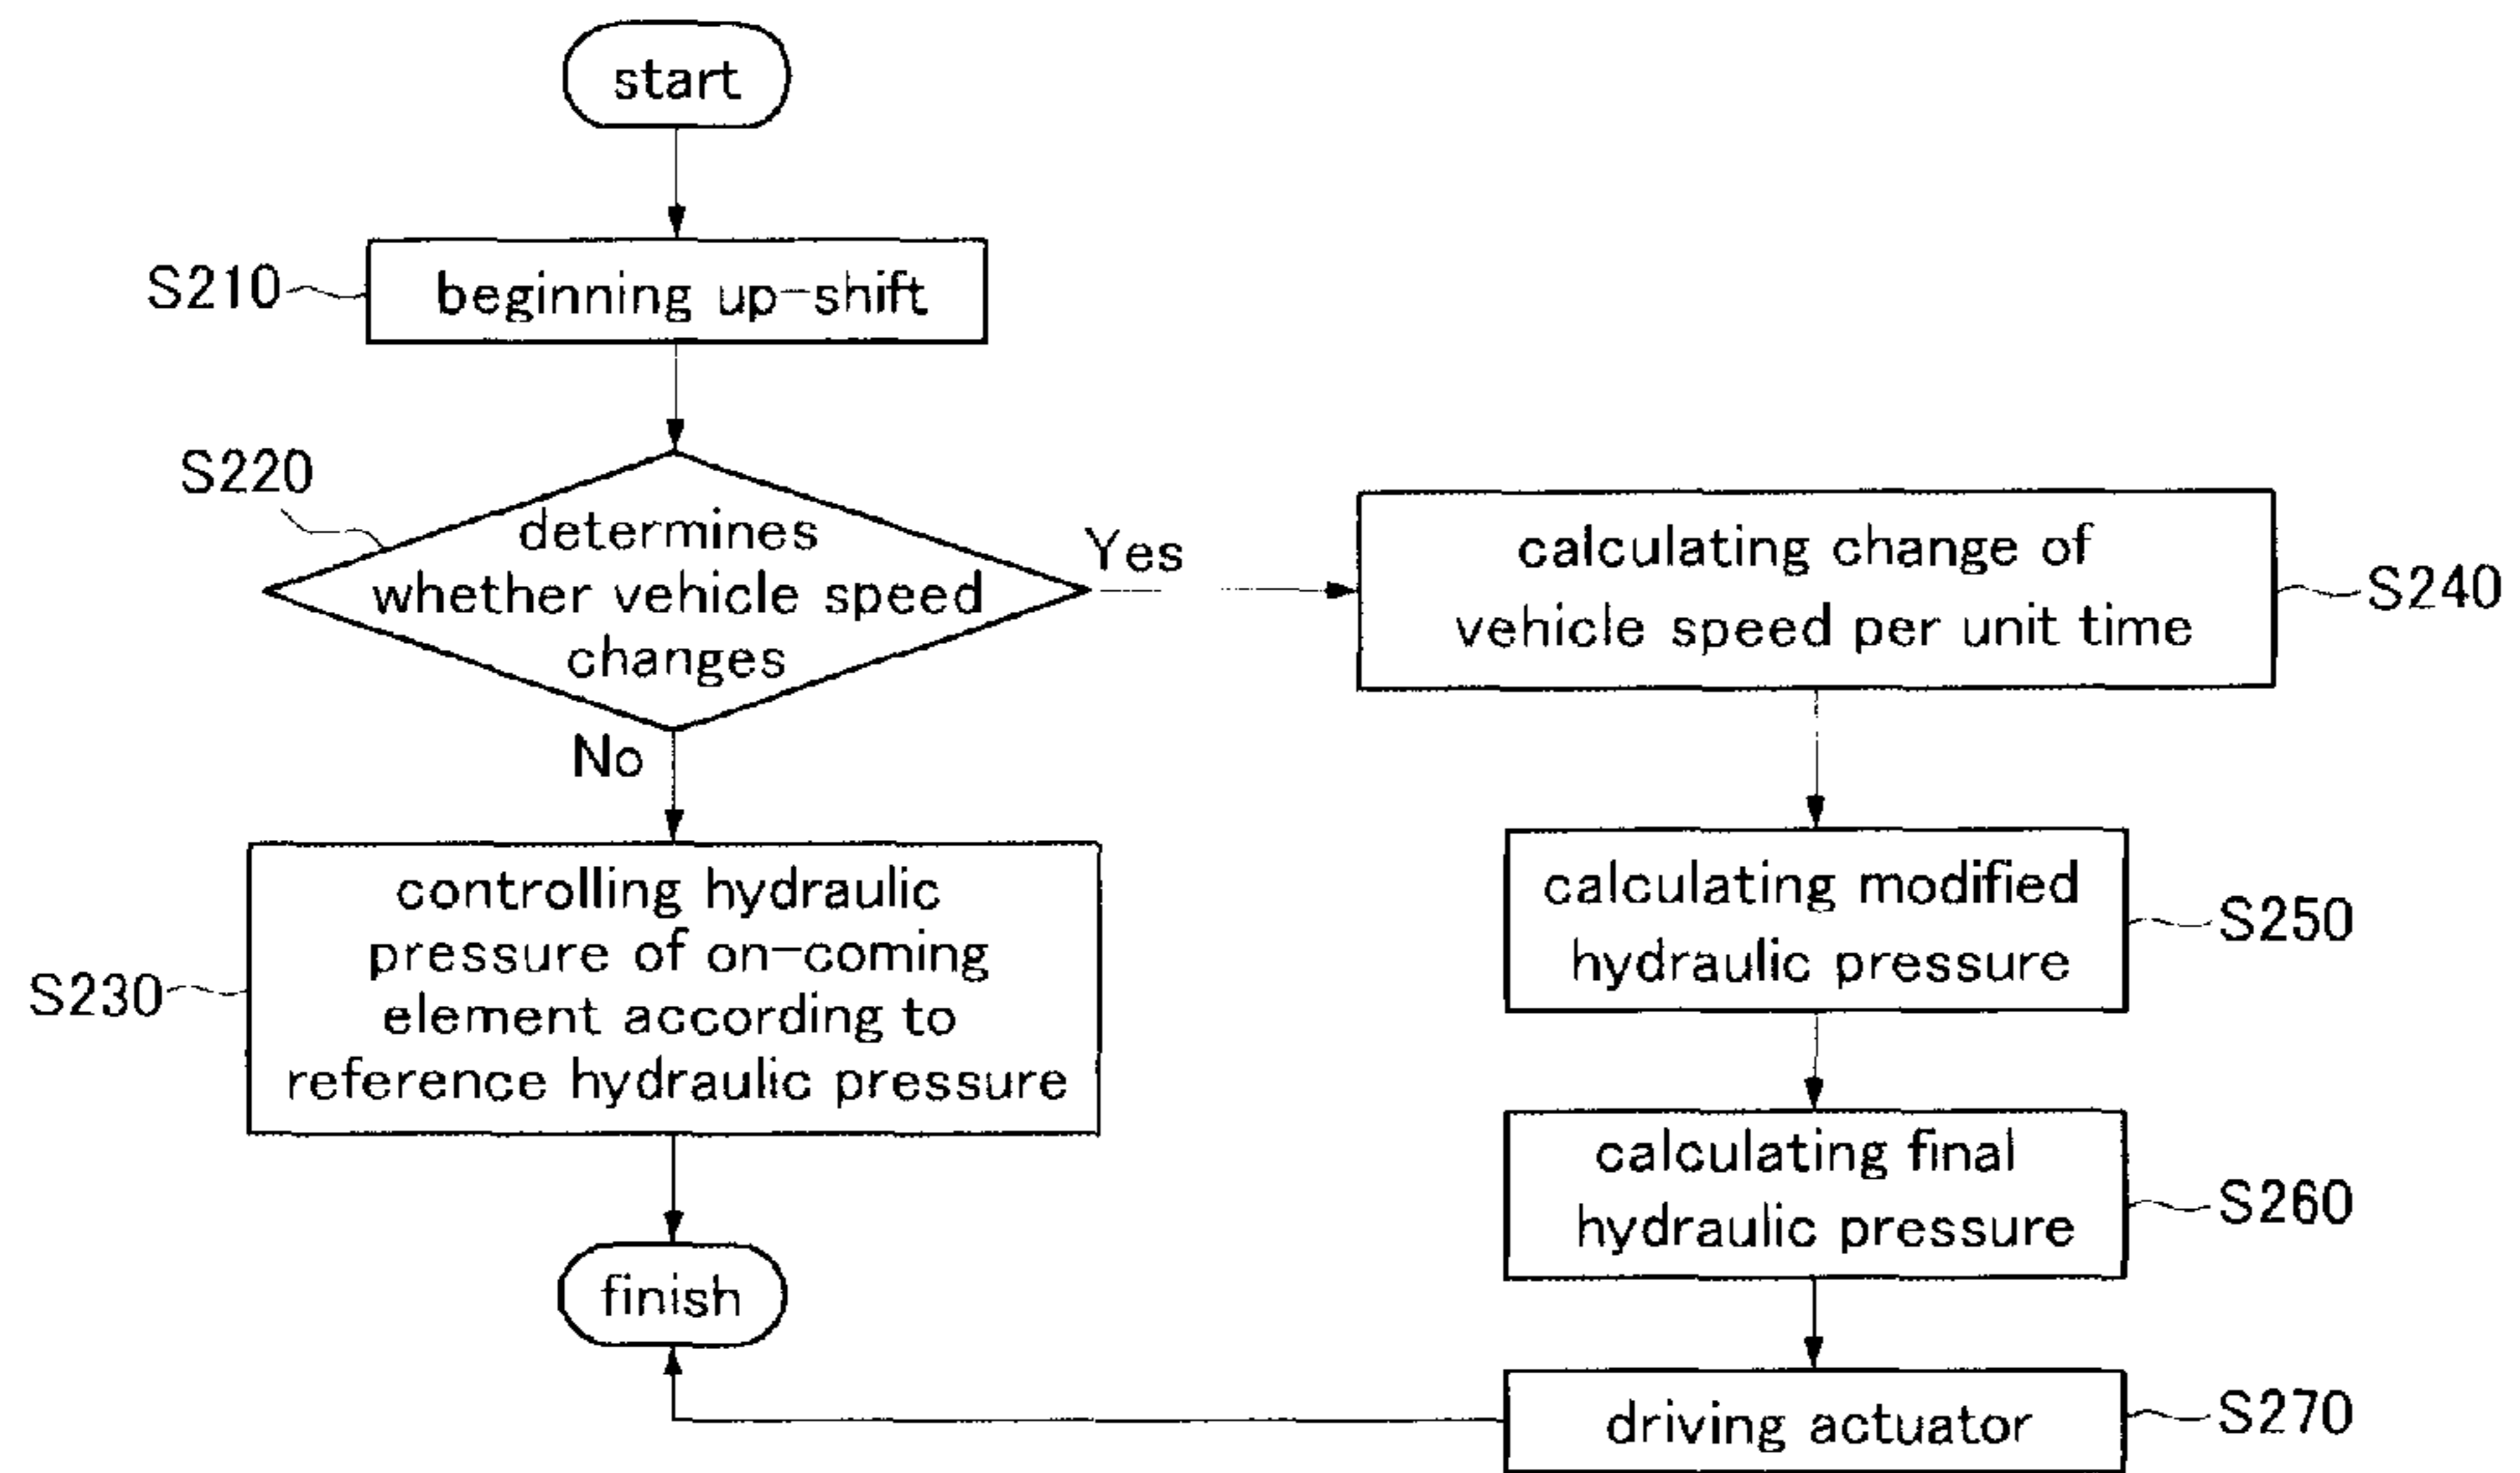 start
S210
beginning up-shift
S220
determines
whether vehicle speed
changes
Yes
No
calculating change of
vehicle speed per unit time
S240
S230
controlling hydraulic
pressure of on-coming
element according to
reference hydraulic pressure
calculating modified
hydraulic pressure
S250
calculating final
hydraulic pressure
S260
finish
driving actuator
S270